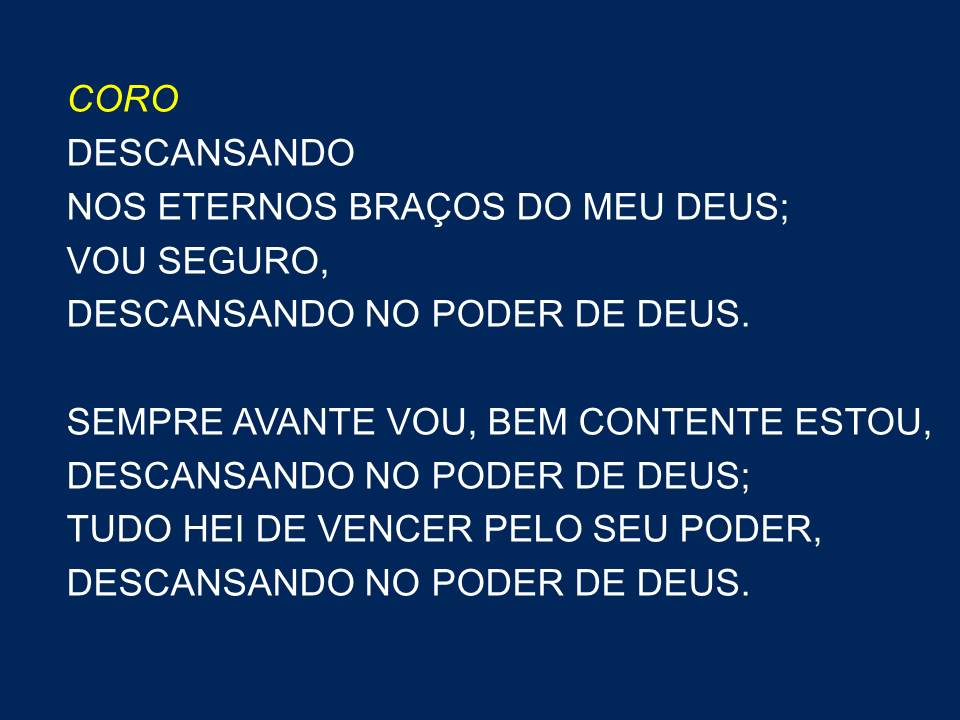 CORO
DESCANSANDO
NOS ETERNOS BRAÇOS DO MEU DEUS;
VOU SEGURO,
DESCANSANDO NO PODER DE DEUS.
SEMPRE AVANTE VOU, BEM CONTENTE ESTOU,
DESCANSANDO NO PODER DE DEUS;
TUDO HEI DE VENCER PELO SEU PODER,
DESCANSANDO NO PODER DE DEUS.